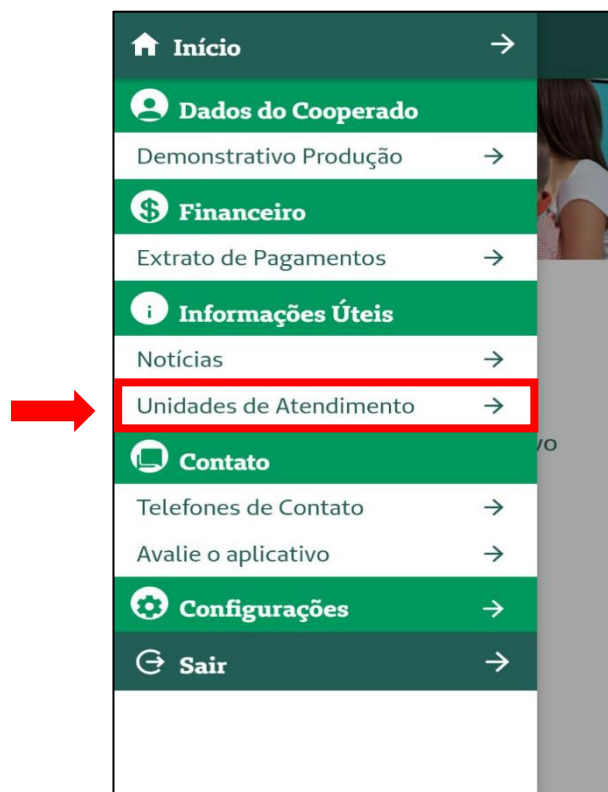 Início
Dados do Cooperado
Demonstrativo Produção
Financeiro
Extrato de Pagamentos
Informações Úteis
Notícias
Unidades de Atendimento
vo
Contato
Telefones de Contato
Avalie o aplicativo
Configurações
Sair